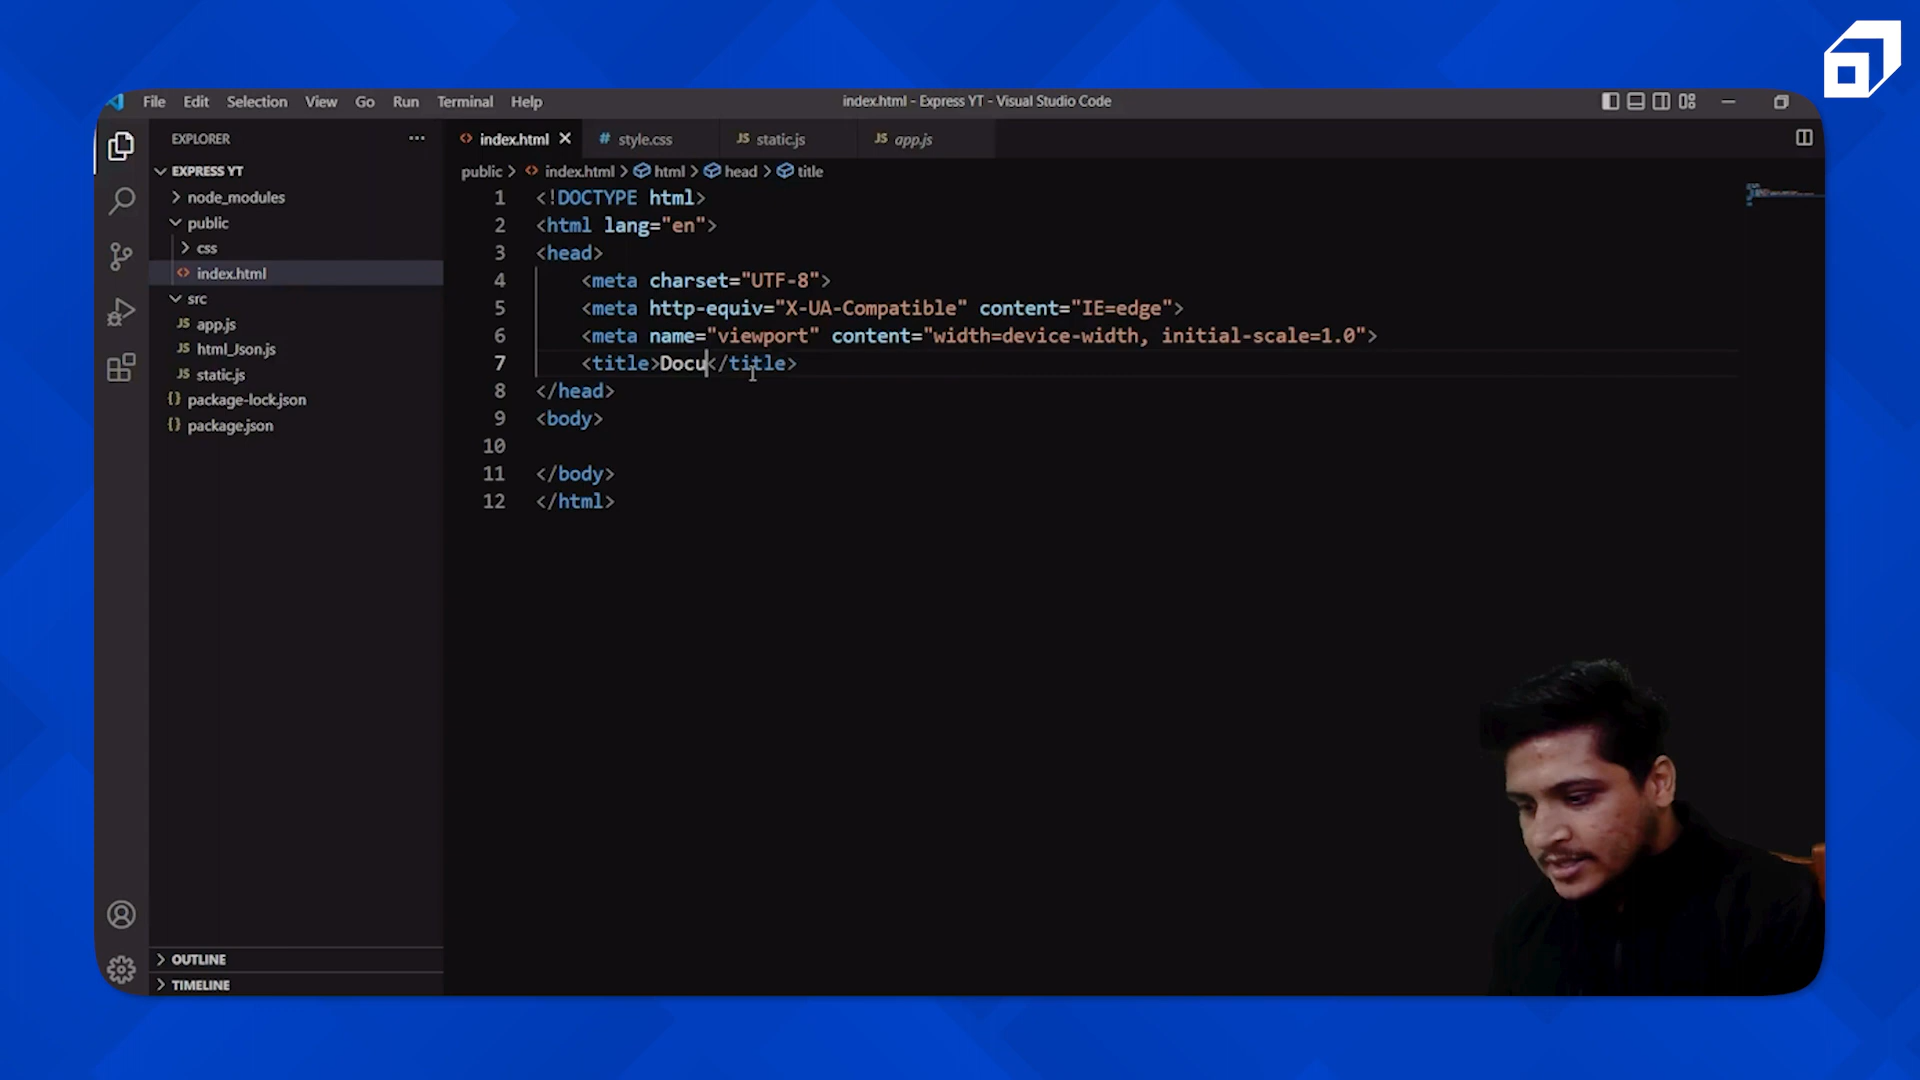 File Edit Selection View Go Run Terminal Help
index.html - Express YT - Visual Studio Code
EXPLORER
EXPRESS YT
node_modules
public
css
index.html
src
JS app.js
JS html_Json.js
JS static.js
{} package-lock.json
{} package.json
OUTLINE
TIMELINE
<> index.html # style.css JS static.js JS app.js
public > <> index.html > html > head > title
1 <!DOCTYPE html>
2 <html lang="en">
3 <head>
4 <meta charset="UTF-8">
5 <meta http-equiv="X-UA-Compatible" content="IE=edge">
6 <meta name="viewport" content="width=device-width, initial-scale=1.0">
7 <title>Docu</title>
8 </head>
9 <body>
10
11 </body>
12 </html>